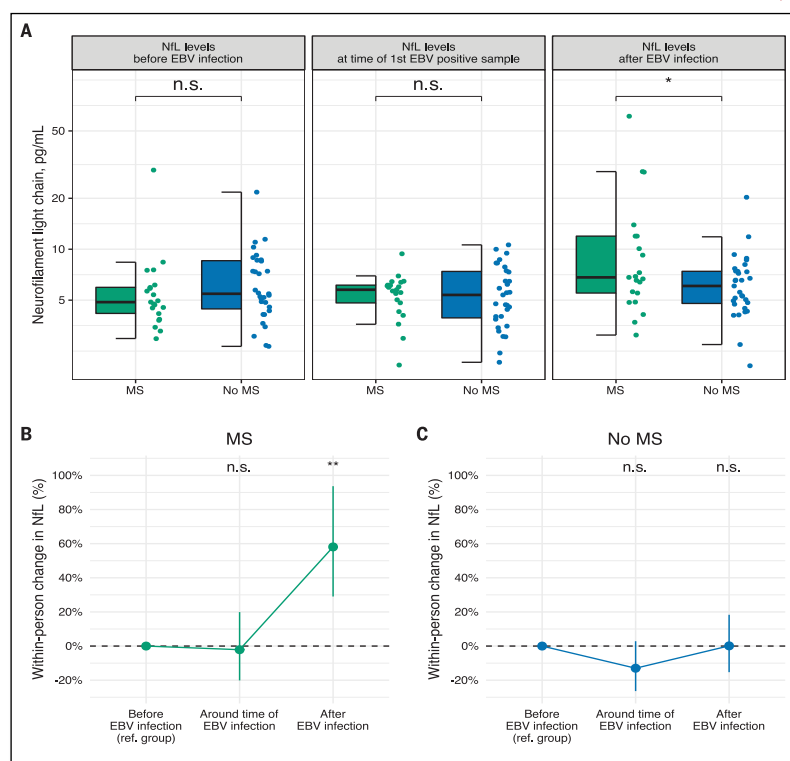 A
NfL levels
before EBV infection
NfL levels
at time of 1st EBV positive sample
NfL levels
after EBV infection
n.s.
n.s.
*
Neurofilament light chain, pg/mL
50
20
10
5
MS
No MS
MS
No MS
MS
No MS
B
MS
n.s.
**
Within-person change in NfL (%)
100%
80%
60%
40%
20%
0%
-20%
Before
EBV infection
(ref. group)
Around time of
EBV infection
After
EBV infection
C
No MS
n.s.
n.s.
Within-person change in NfL (%)
100%
80%
60%
40%
20%
0%
-20%
Before
EBV infection
(ref. group)
Around time of
EBV infection
After
EBV infection